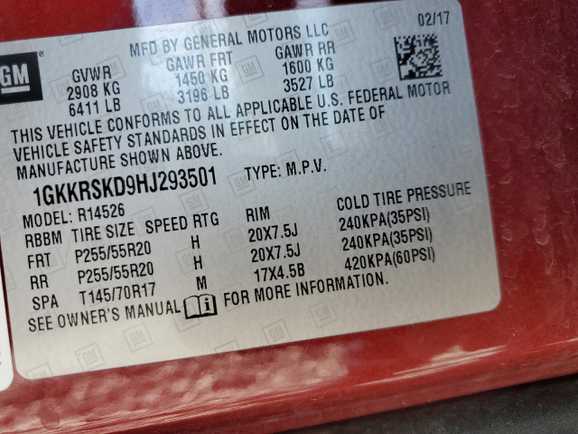 GM
02/17
MFD BY GENERAL MOTORS LLC
GVWR GAWR FRT GAWR RR
2908 KG 1450 KG 1600 KG
6411 LB 3196 LB 3527 LB
THIS VEHICLE CONFORMS TO ALL APPLICABLE U.S. FEDERAL MOTOR
VEHICLE SAFETY STANDARDS IN EFFECT ON THE DATE OF
MANUFACTURE SHOWN ABOVE.
1GKKRSKD9HJ293501 TYPE: M.P.V.
MODEL: R14526
RBBM TIRE SIZE SPEED RTG RIM COLD TIRE PRESSURE
FRT P255/55R20 H 20X7.5J 240KPA(35PSI)
RR P255/55R20 H 20X7.5J 240KPA(35PSI)
SPA T145/70R17 M 17X4.5B 420KPA(60PSI)
SEE OWNER'S MANUAL FOR MORE INFORMATION.